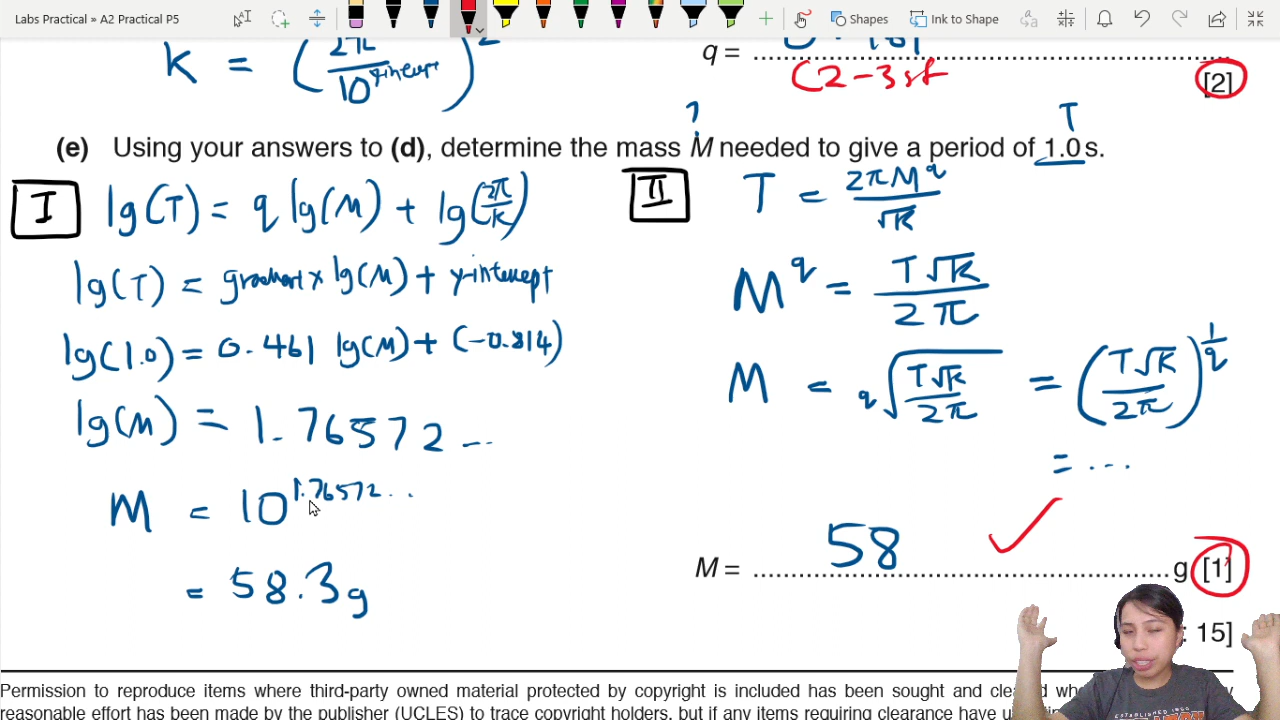 Labs Practical » A2 Practical P5
Shapes
Ink to Shape
k = ( / 10^y-intercept )^2
q =
(2-3sf
[2]
? T
(e) Using your answers to (d), determine the mass M needed to give a period of 1.0 s.
I
lg(T) = q lg(M) + lg(2π/√k)
lg(T) = gradient × lg(M) + y-intercept
lg(1.0) = 0.461 lg(M) + (-0.814)
lg(M) = 1.76572 ...
M = 10^1.76572...
= 58.3g
II
T = 2πM^q/√k
M^q = T√k/2π
M = q√(T√k/2π) = (T√k/2π)^1/q
= ...
M = 58 g [1]
: 15]
Permission to reproduce items where third-party owned material protected by copyright is included has been sought and
reasonable effort has been made by the publisher (UCLES) to trace copyright holders, but if any items requiring clearance have
ESTABLISHED